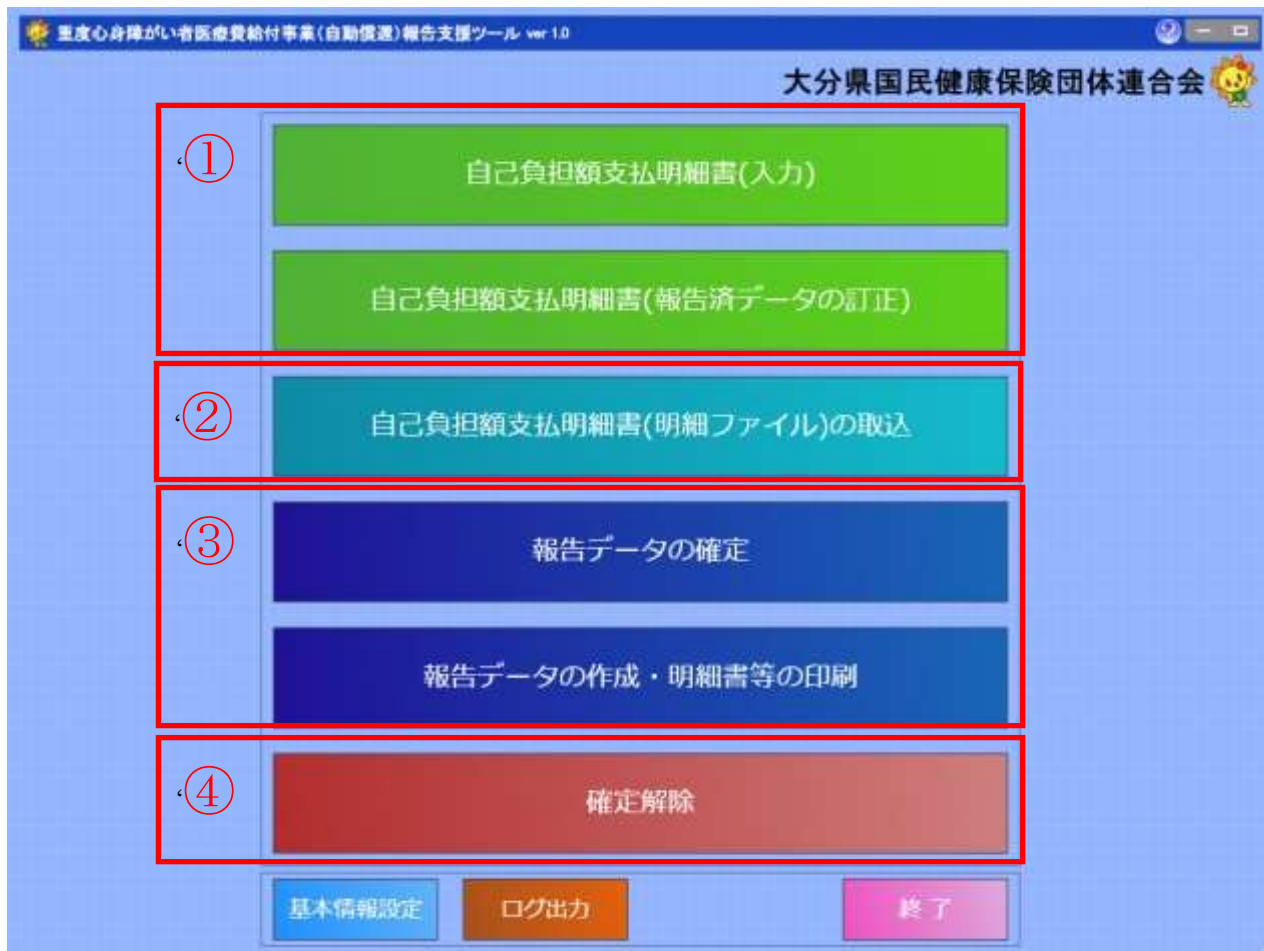 重度心身障がい者医療費給付事業(自動償還)報告支援ツール ver 1.0
大分県国民健康保険団体連合会
①
自己負担額支払明細書(入力)
自己負担額支払明細書(報告済データの訂正)
②
自己負担額支払明細書(明細ファイル)の取込
③
報告データの確定
報告データの作成・明細書等の印刷
④
確定解除
基本情報設定 ログ出力 終了